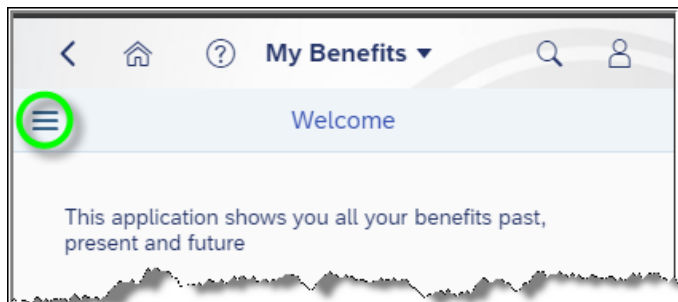 My Benefits
Welcome
This application shows you all your benefits past,
present and future